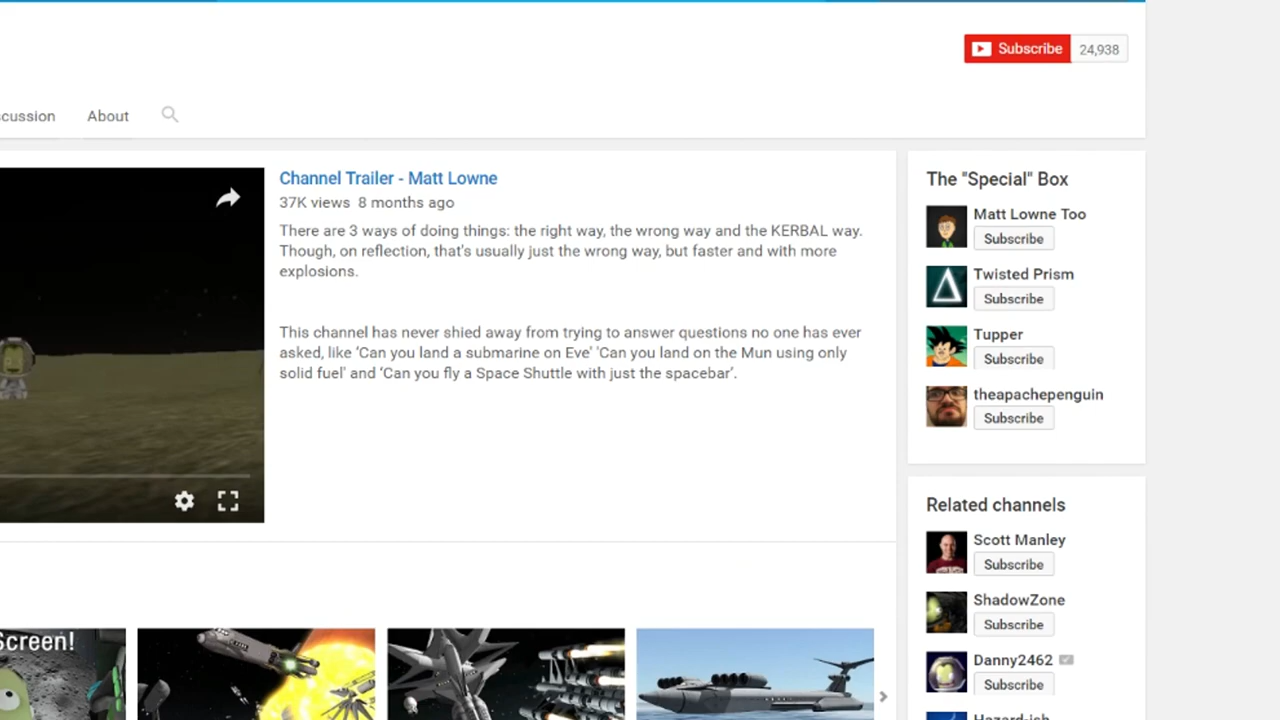 Subscribe 24,938
About
Channel Trailer - Matt Lowne
37K views 8 months ago
There are 3 ways of doing things: the right way, the wrong way and the KERBAL way.
Though, on reflection, that's usually just the wrong way, but faster and with more
explosions.
This channel has never shied away from trying to answer questions no one has ever
asked, like 'Can you land a submarine on Eve' 'Can you land on the Mun using only
solid fuel' and 'Can you fly a Space Shuttle with just the spacebar'.
The "Special" Box
Matt Lowne Too
Subscribe
Twisted Prism
Subscribe
Tupper
Subscribe
theapachepenguin
Subscribe
Related channels
Scott Manley
Subscribe
ShadowZone
Subscribe
Danny2462
Subscribe
Screen!